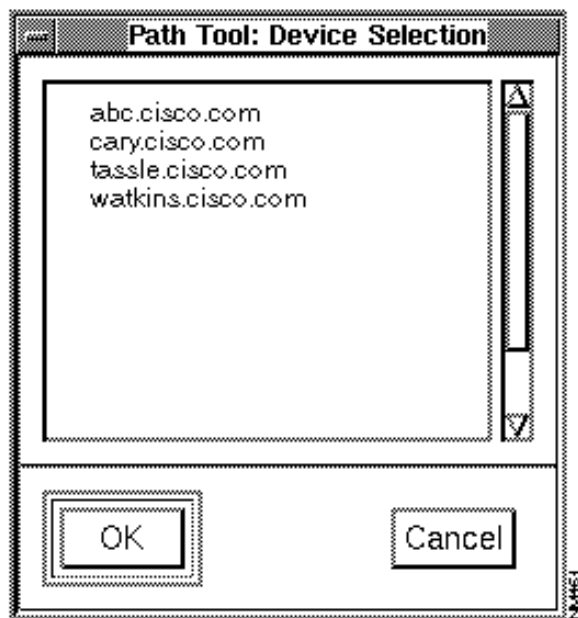 Path Tool: Device Selection
abc.cisco.com
cary.cisco.com
tassle.cisco.com
watkins.cisco.com
OK
Cancel